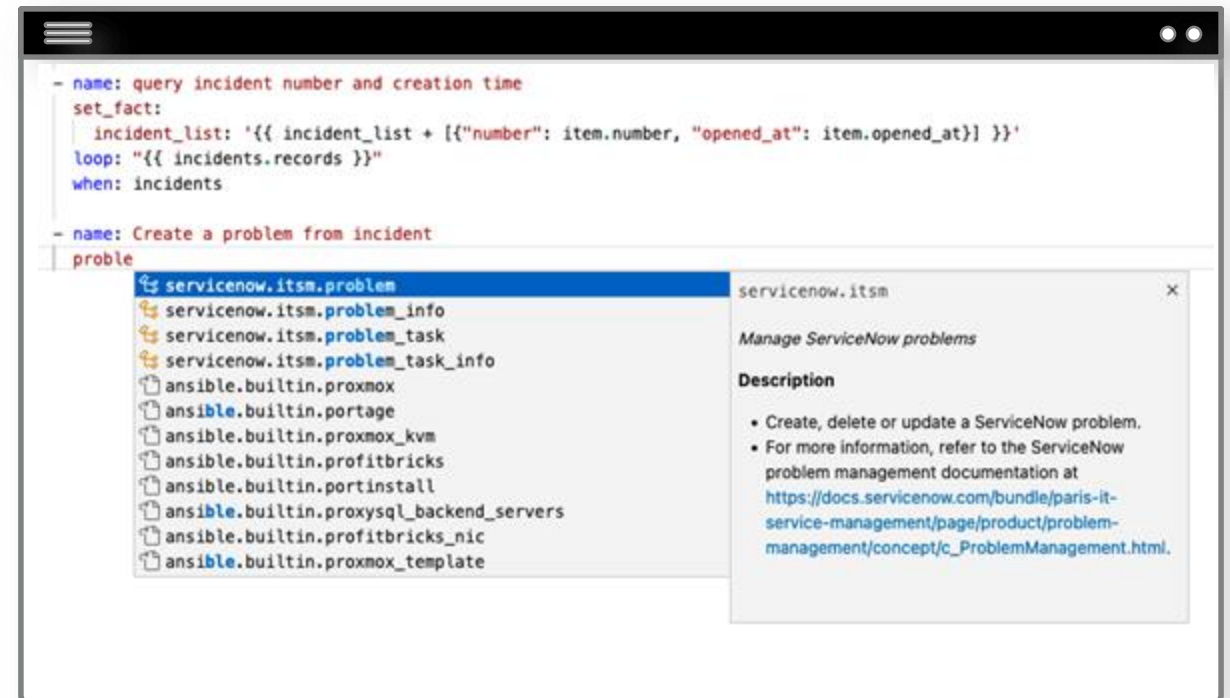 - name: query incident number and creation time
set_fact:
incident_list: '{{ incident_list + [{"number": item.number, "opened_at": item.opened_at}] }}'
loop: "{{ incidents.records }}"
when: incidents
- name: Create a problem from incident
proble
servicenow.itsm.problem
servicenow.itsm.problem_info
servicenow.itsm.problem_task
servicenow.itsm.problem_task_info
ansible.builtin.proxmox
ansible.builtin.portage
ansible.builtin.proxmox_kvm
ansible.builtin.profitbricks
ansible.builtin.portinstall
ansible.builtin.proxysql_backend_servers
ansible.builtin.profitbricks_nic
ansible.builtin.proxmox_template
servicenow.itsm
Manage ServiceNow problems
Description
• Create, delete or update a ServiceNow problem.
• For more information, refer to the ServiceNow
problem management documentation at
https://docs.servicenow.com/bundle/paris-it-
service-management/page/product/problem-
management/concept/c_ProblemManagement.html.